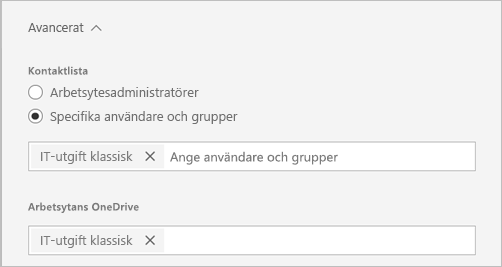 Avancerat
Kontaktlista
Arbetsytesadministratörer
Specifika användare och grupper
IT-utgift klassisk Ange användare och grupper
Arbetsytans OneDrive
IT-utgift klassisk